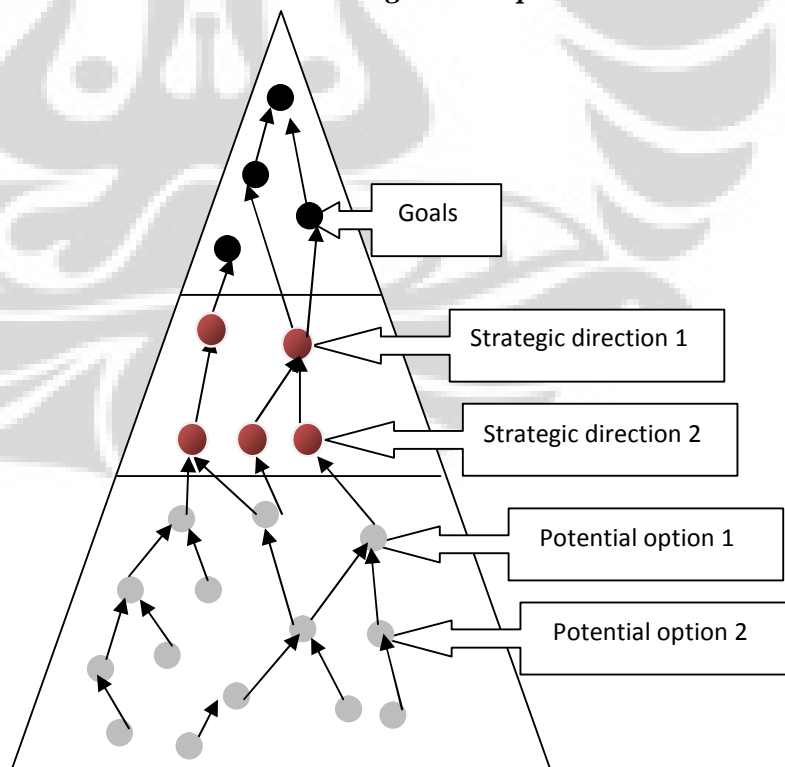 Goals
Strategic direction 1
Strategic direction 2
Potential option 1
Potential option 2